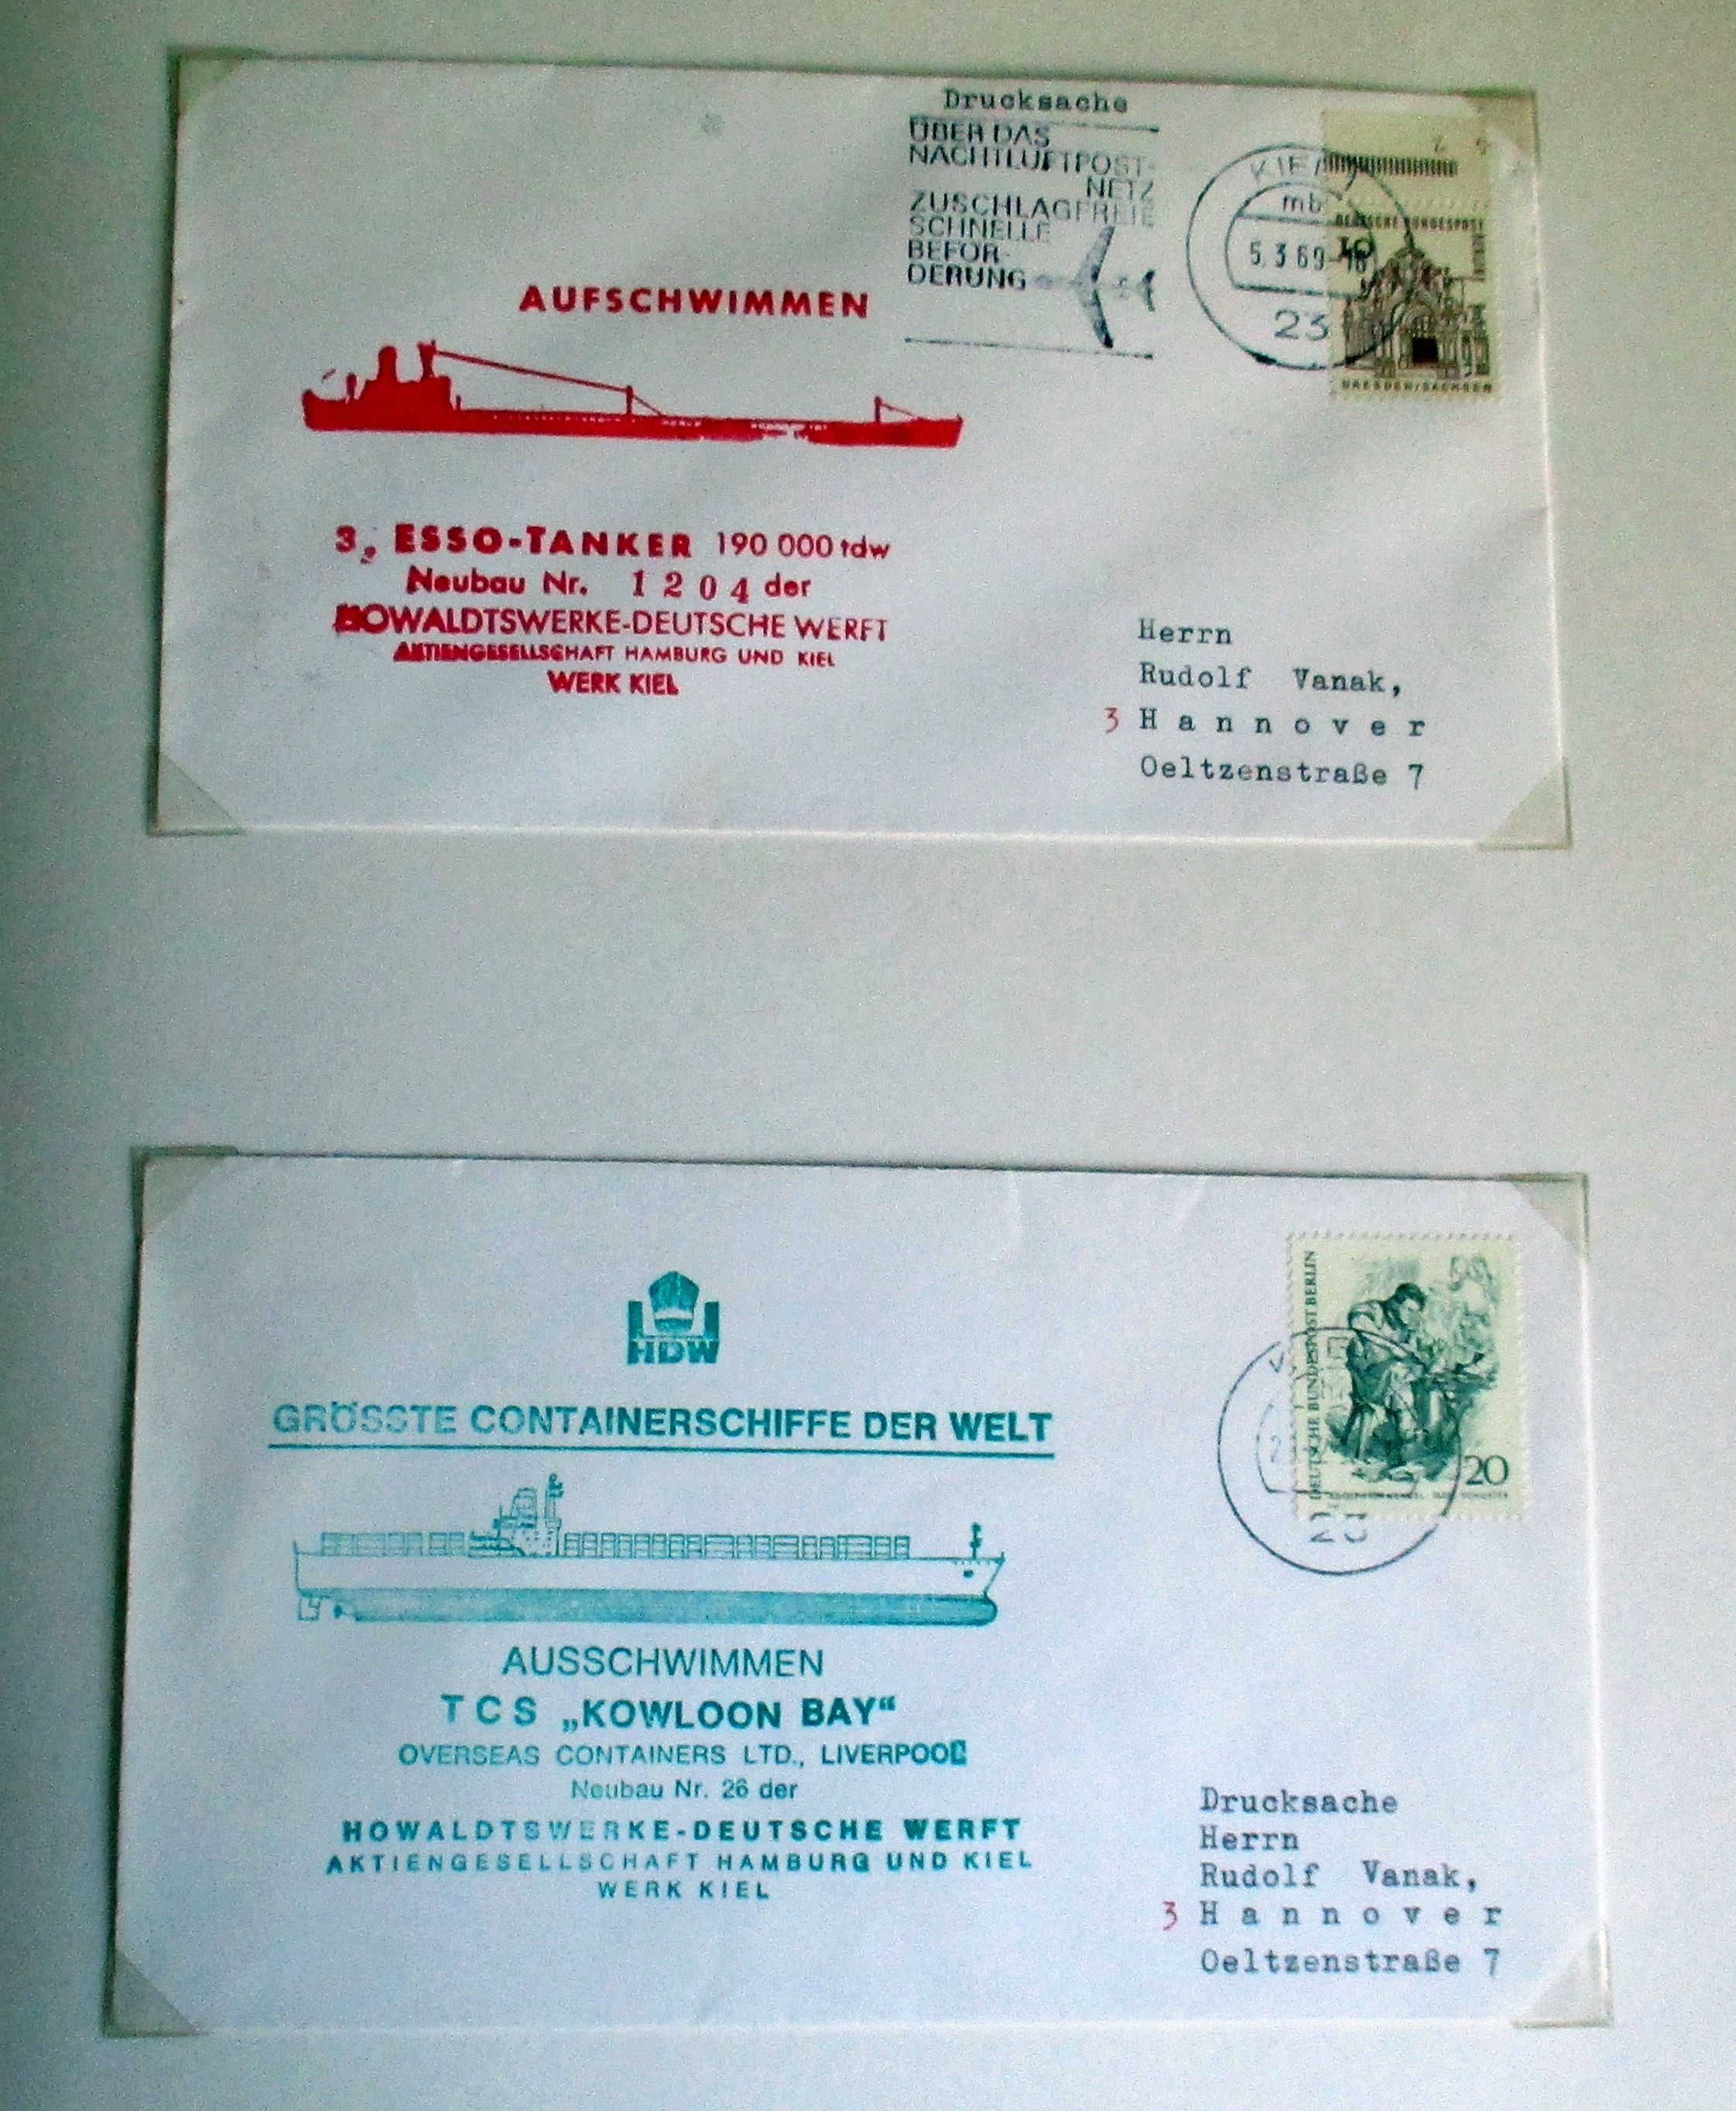 Drucksache
ÜBER DAS
NACHTLUFTPOST-
NETZ
ZUSCHLAGFREIE
SCHNELLE
BEFÖR-
DERUNG
KIEL
mb
5.3.69-18
23
DEUTSCHE BUNDESPOST
10
DRESDEN/SACHSEN
AUFSCHWIMMEN
3. ESSO-TANKER 190 000 tdw
Neubau Nr. 1204 der
HOWALDTSWERKE-DEUTSCHE WERFT
AKTIENGESELLSCHAFT HAMBURG UND KIEL
WERK KIEL
Herrn
Rudolf Vanak,
3 Hannover
Oeltzenstraße 7
HDW
GRÖSSTE CONTAINERSCHIFFE DER WELT
DEUTSCHE BUNDESPOST BERLIN
20
23
AUSSCHWIMMEN
TCS „KOWLOON BAY“
OVERSEAS CONTAINERS LTD., LIVERPOOL
Neubau Nr. 26 der
HOWALDTSWERKE-DEUTSCHE WERFT
AKTIENGESELLSCHAFT HAMBURG UND KIEL
WERK KIEL
Drucksache
Herrn
Rudolf Vanak,
3 Hannover
Oeltzenstraße 7